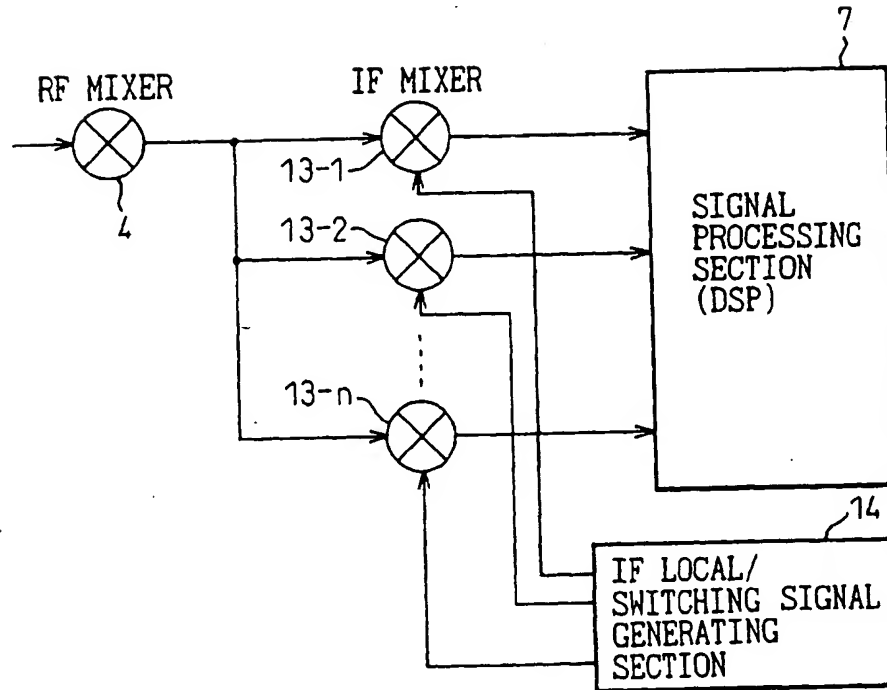 7
RF MIXER
IF MIXER
13-1
4
13-2
SIGNAL
PROCESSING
SECTION
(DSP)
13-n
14
IF LOCAL/
SWITCHING SIGNAL
GENERATING
SECTION